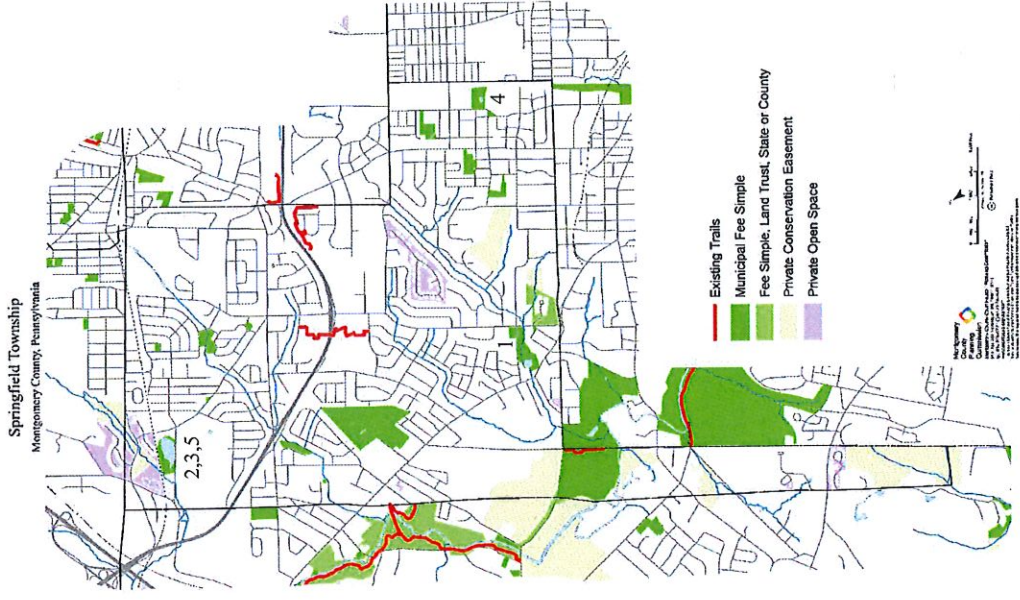 Springfield Township
Montgomery County, Pennsylvania
2,3,5
4
1
Existing Trails
Municipal Fee Simple
Fee Simple, Land Trust, State or County
Private Conservation Easement
Private Open Space
Montgomery
County
Planning
Commission